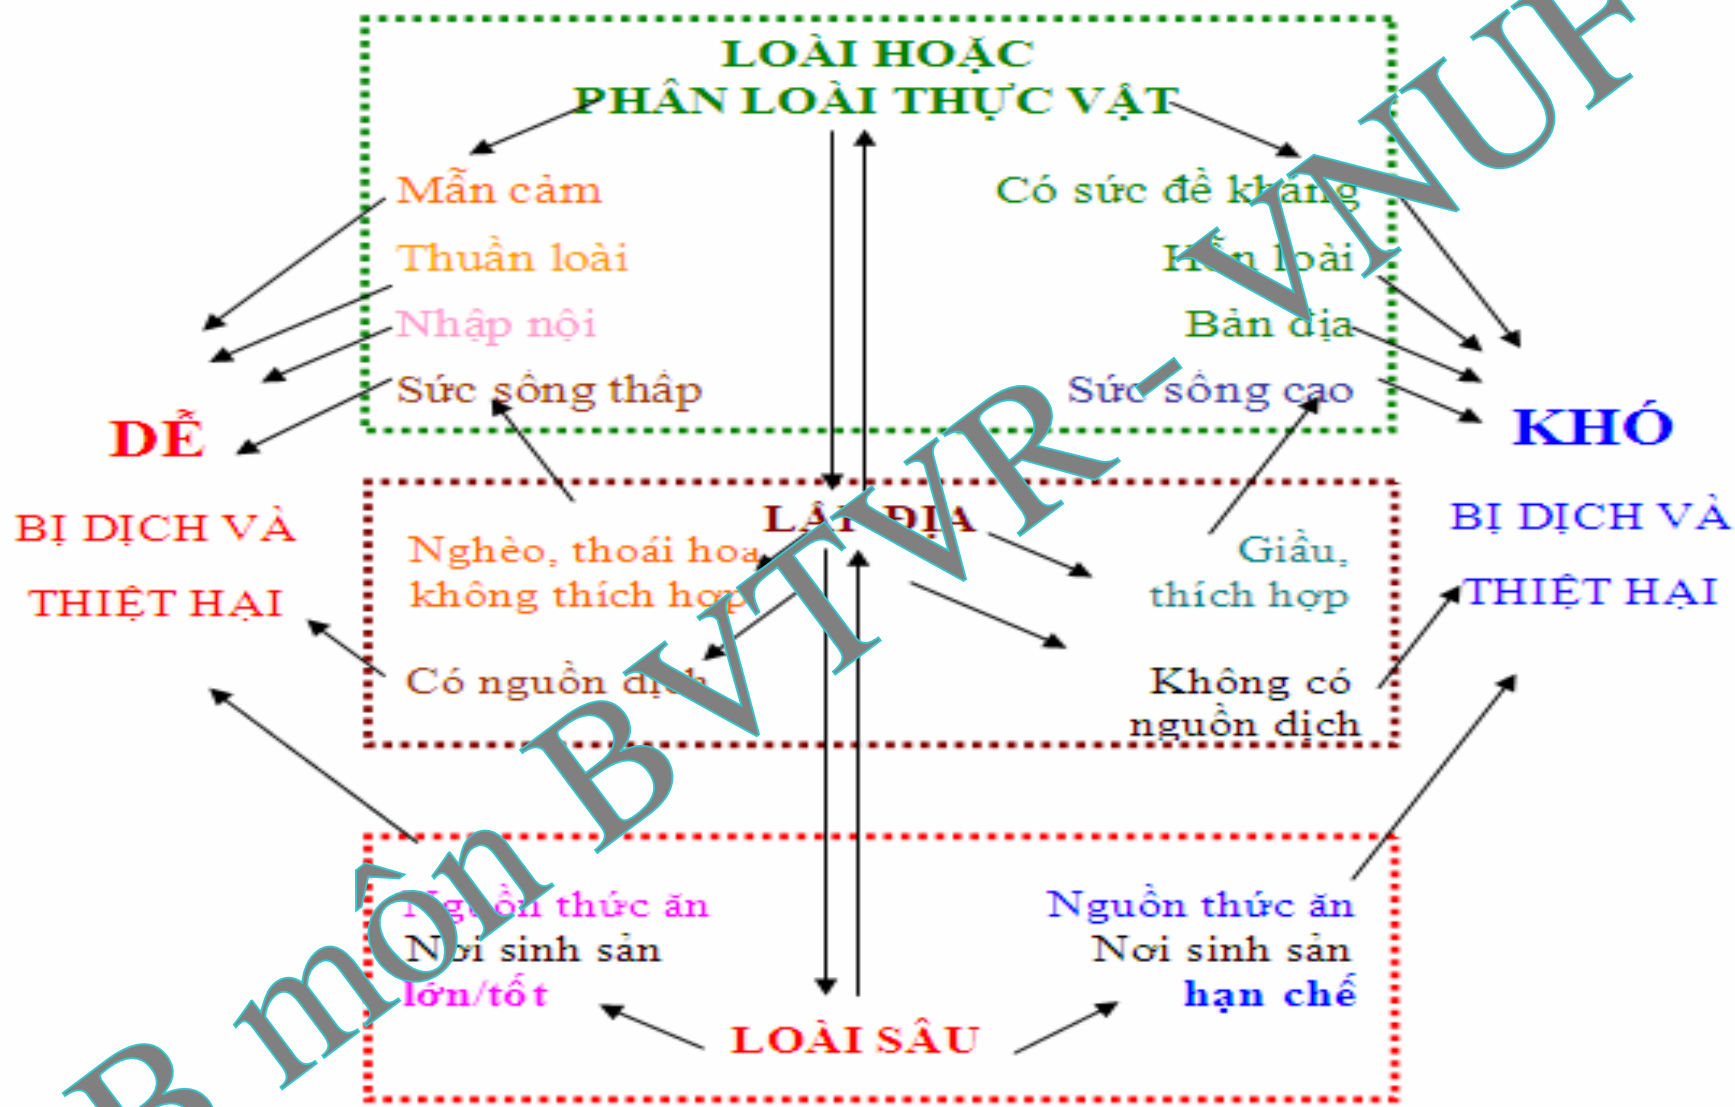 LOÀI HOẶC
PHÂN LOÀI THỰC VẬT
Mẫn cảm
Có sức đề kháng
Thuần loài
Hỗn loài
Nhập nội
Bản địa
Sức sống thấp
Sức sống cao
DỄ
BỊ DỊCH VÀ
THIỆT HẠI
KHÓ
BỊ DỊCH VÀ
THIỆT HẠI
LẬP ĐỊA
Nghèo, thoái hoá
không thích hợp
Giầu,
thích hợp
Có nguồn dịch
Không có
nguồn dịch
Nguồn thức ăn
Nơi sinh sản
lớn/tốt
Nguồn thức ăn
Nơi sinh sản
hạn chế
LOÀI SÂU
B môn BVTVR - VNUF